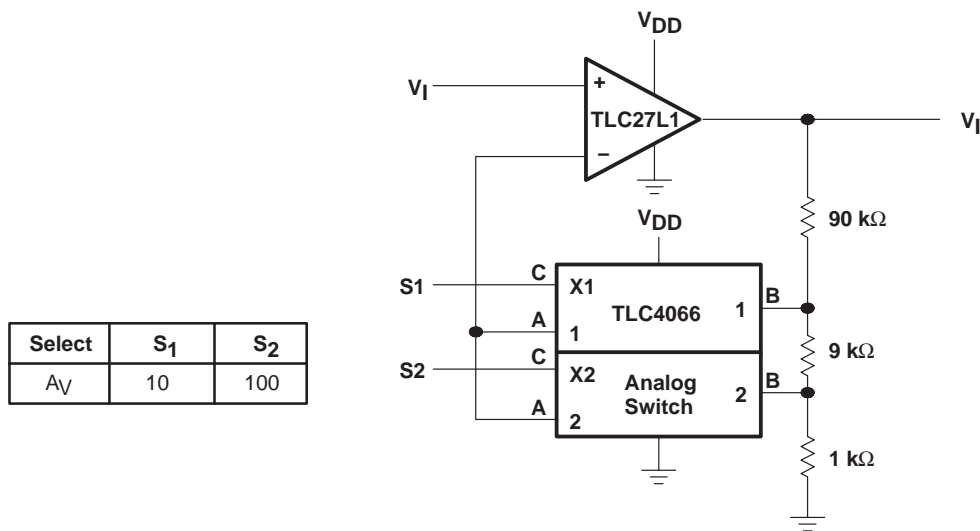 VDD
VI
+
TLC27L1
−
VI
90 kΩ
VDD
S1
C
X1
TLC4066
1
B
A
1
9 kΩ
S2
C
X2
Analog
Switch
2
B
A
2
1 kΩ
Select S1 S2
AV 10 100